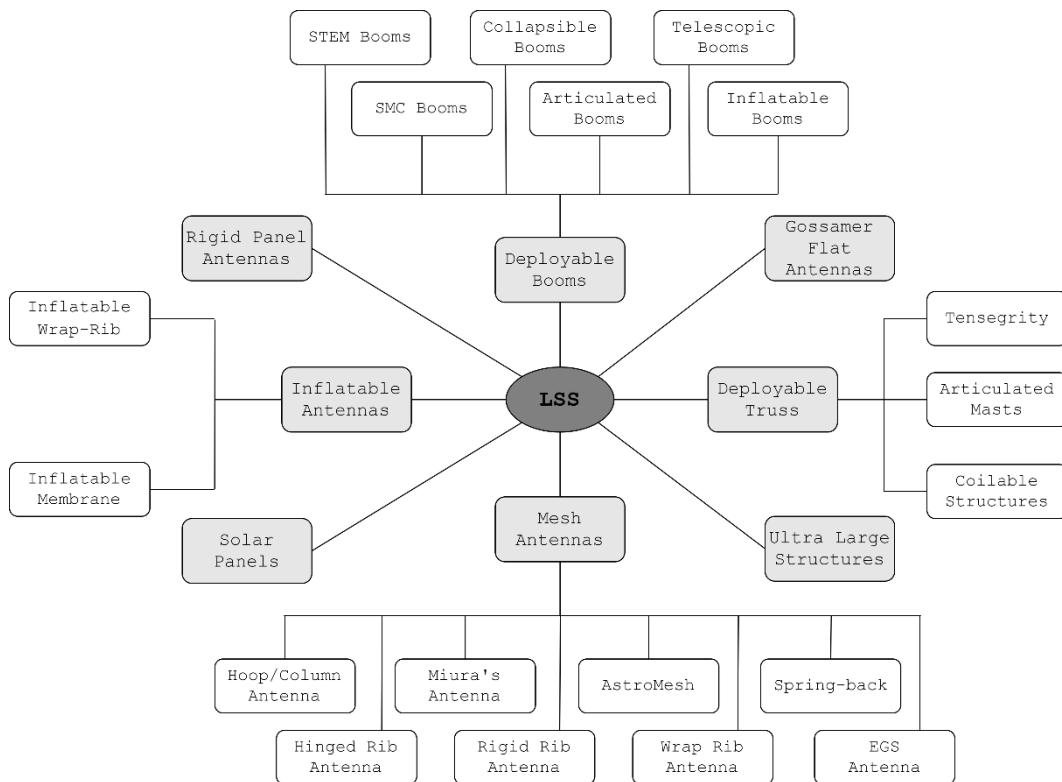 STEM Booms
Collapsible
Booms
Telescopic
Booms
SMC Booms
Articulated
Booms
Inflatable
Booms
Rigid Panel
Antennas
Deployable
Booms
Gossamer
Flat
Antennas
Inflatable
Wrap-Rib
Tensegrity
Inflatable
Antennas
LSS
Deployable
Truss
Articulated
Masts
Inflatable
Membrane
Coilable
Structures
Solar
Panels
Mesh
Antennas
Ultra Large
Structures
Hoop/Column
Antenna
Miura's
Antenna
AstroMesh
Spring-back
Hinged Rib
Antenna
Rigid Rib
Antenna
Wrap Rib
Antenna
EGS
Antenna